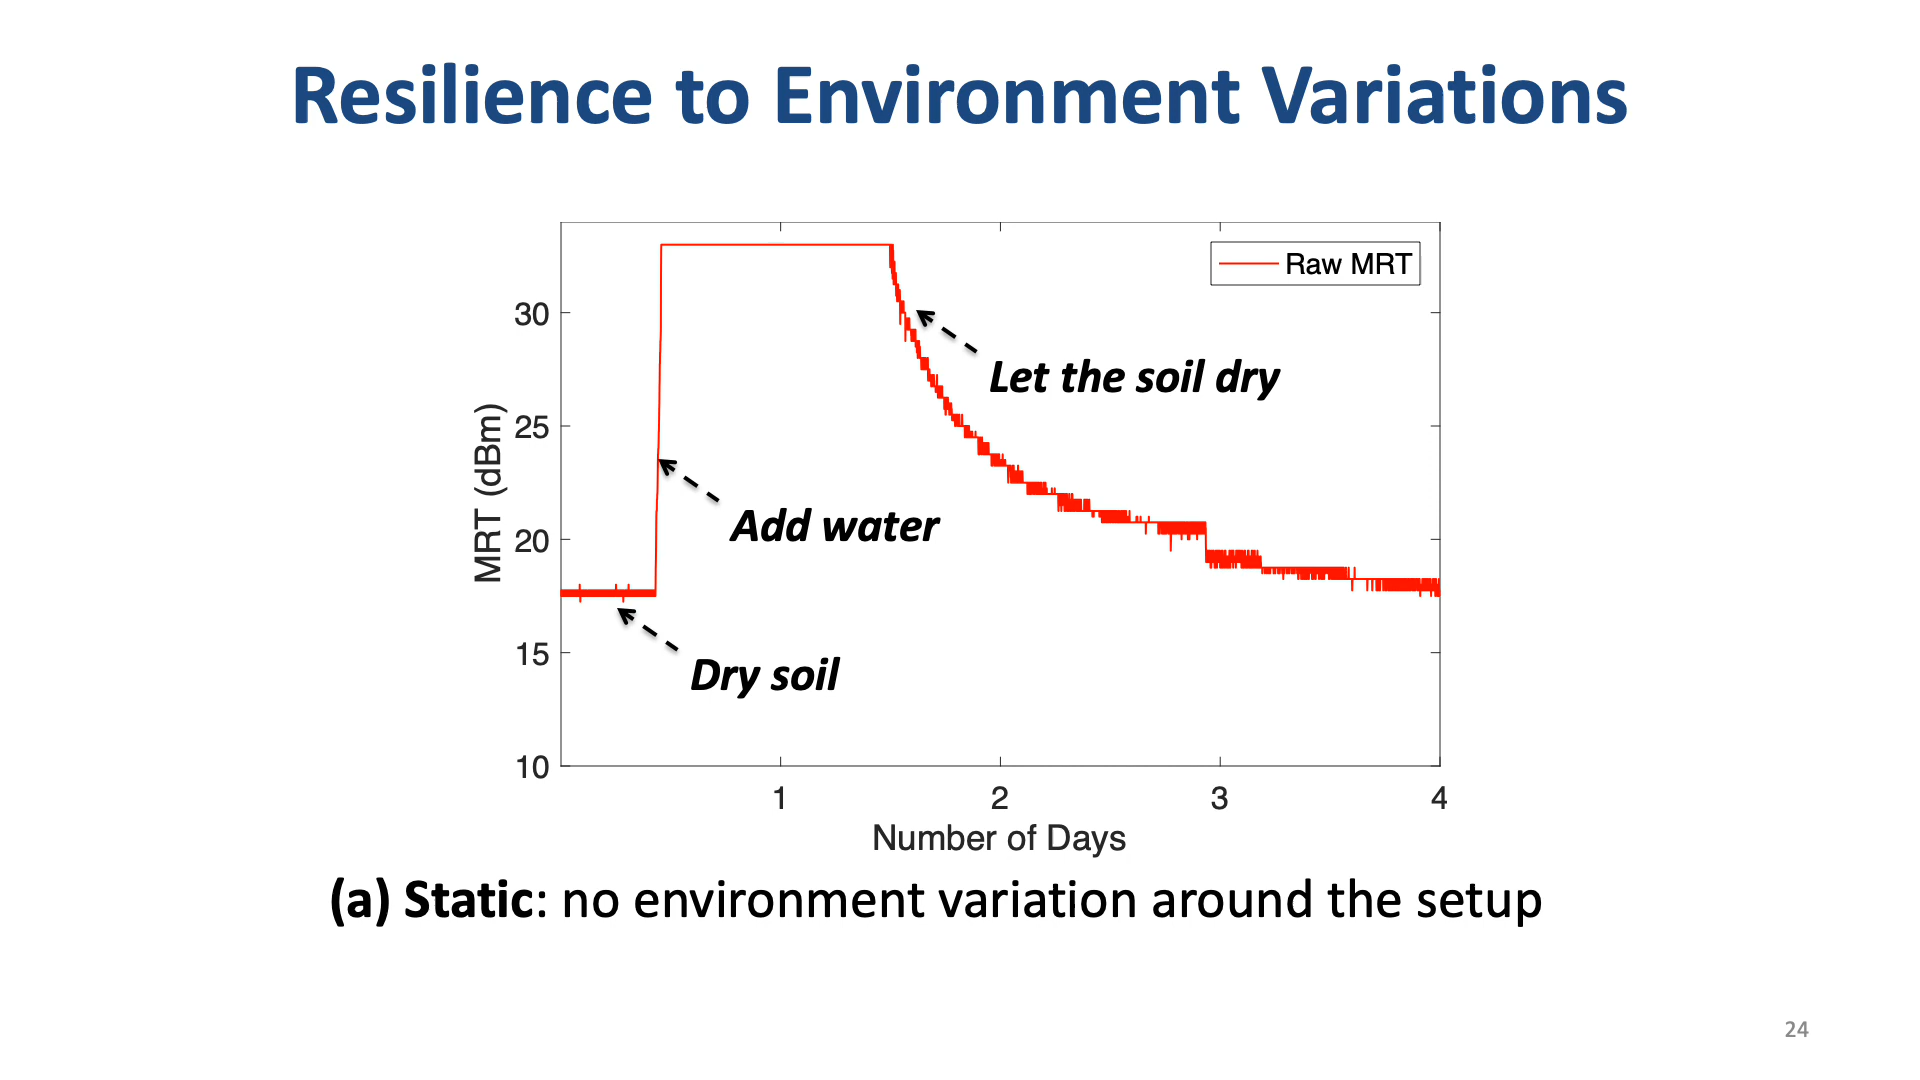 Resilience to Environment Variations
Raw MRT
30
25
20
15
10
MRT (dBm)
Let the soil dry
Add water
Dry soil
1 2 3 4
Number of Days
(a) Static: no environment variation around the setup
24